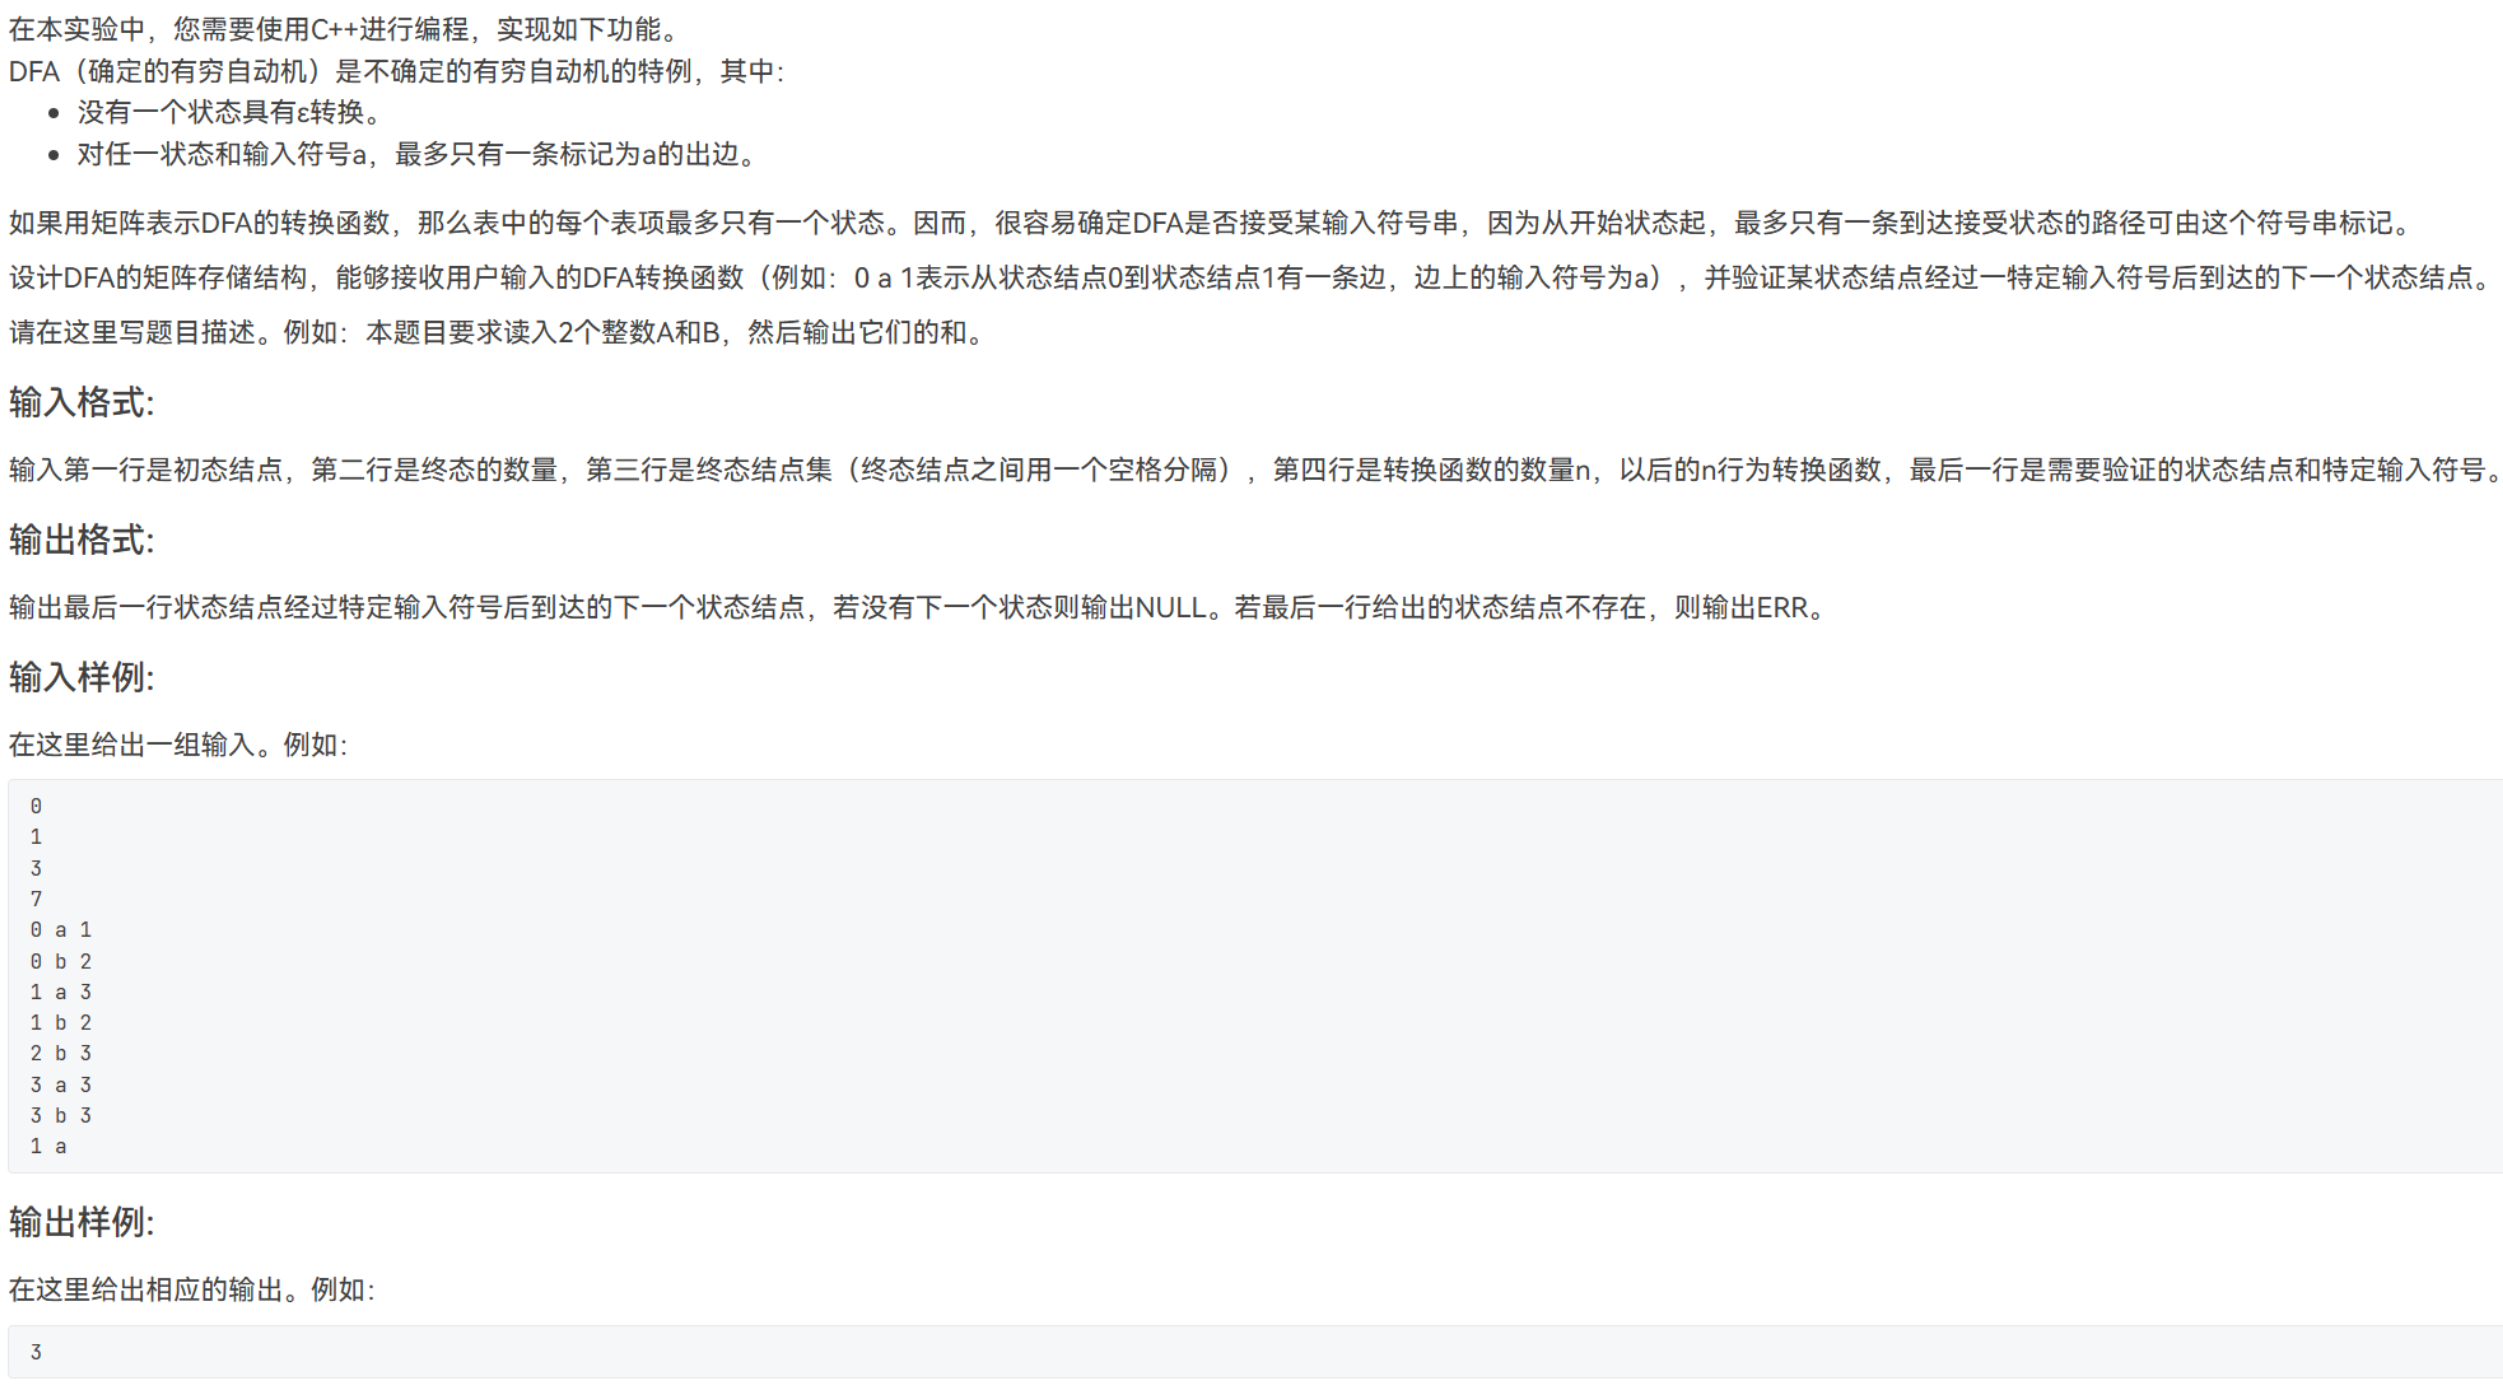 在本实验中，您需要使用C++进行编程，实现如下功能。
DFA（确定的有穷自动机）是不确定的有穷自动机的特例，其中：
• 没有一个状态具有ε转换。
• 对任一状态和输入符号a，最多只有一条标记为a的出边。
如果用矩阵表示DFA的转换函数，那么表中的每个表项最多只有一个状态。因而，很容易确定DFA是否接受某输入符号串，因为从开始状态起，最多只有一条到达接受状态的路径可由这个符号串标记。
设计DFA的矩阵存储结构，能够接收用户输入的DFA转换函数（例如：0 a 1表示从状态结点0到状态结点1有一条边，边上的输入符号为a），并验证某状态结点经过一特定输入符号后到达的下一个状态结点。
请在这里写题目描述。例如：本题目要求读入2个整数A和B，然后输出它们的和。
输入格式:
输入第一行是初态结点，第二行是终态的数量，第三行是终态结点集（终态结点之间用一个空格分隔），第四行是转换函数的数量n，以后的n行为转换函数，最后一行是需要验证的状态结点和特定输入符号。
输出格式:
输出最后一行状态结点经过特定输入符号后到达的下一个状态结点，若没有下一个状态则输出NULL。若最后一行给出的状态结点不存在，则输出ERR。
输入样例:
在这里给出一组输入。例如：
0
1
3
7
0 a 1
0 b 2
1 a 3
1 b 2
2 b 3
3 a 3
3 b 3
1 a
输出样例:
在这里给出相应的输出。例如：
3